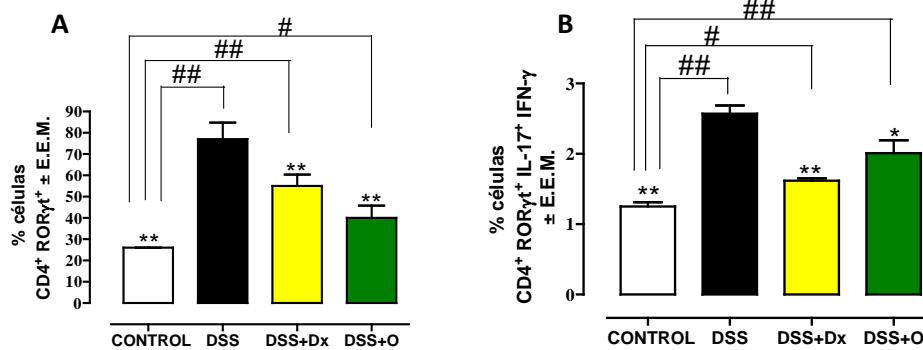 A
#
##
##
% células
CD4⁺ RORγt⁺ ± E.E.M.
90
80
70
60
50
40
30
20
10
0
**
**
**
CONTROL DSS DSS+Dx DSS+O
B
##
#
##
% células
CD4⁺ RORγt⁺ IL-17⁺ IFN-γ
± E.E.M.
3
2
1
0
**
**
*
CONTROL DSS DSS+Dx DSS+O